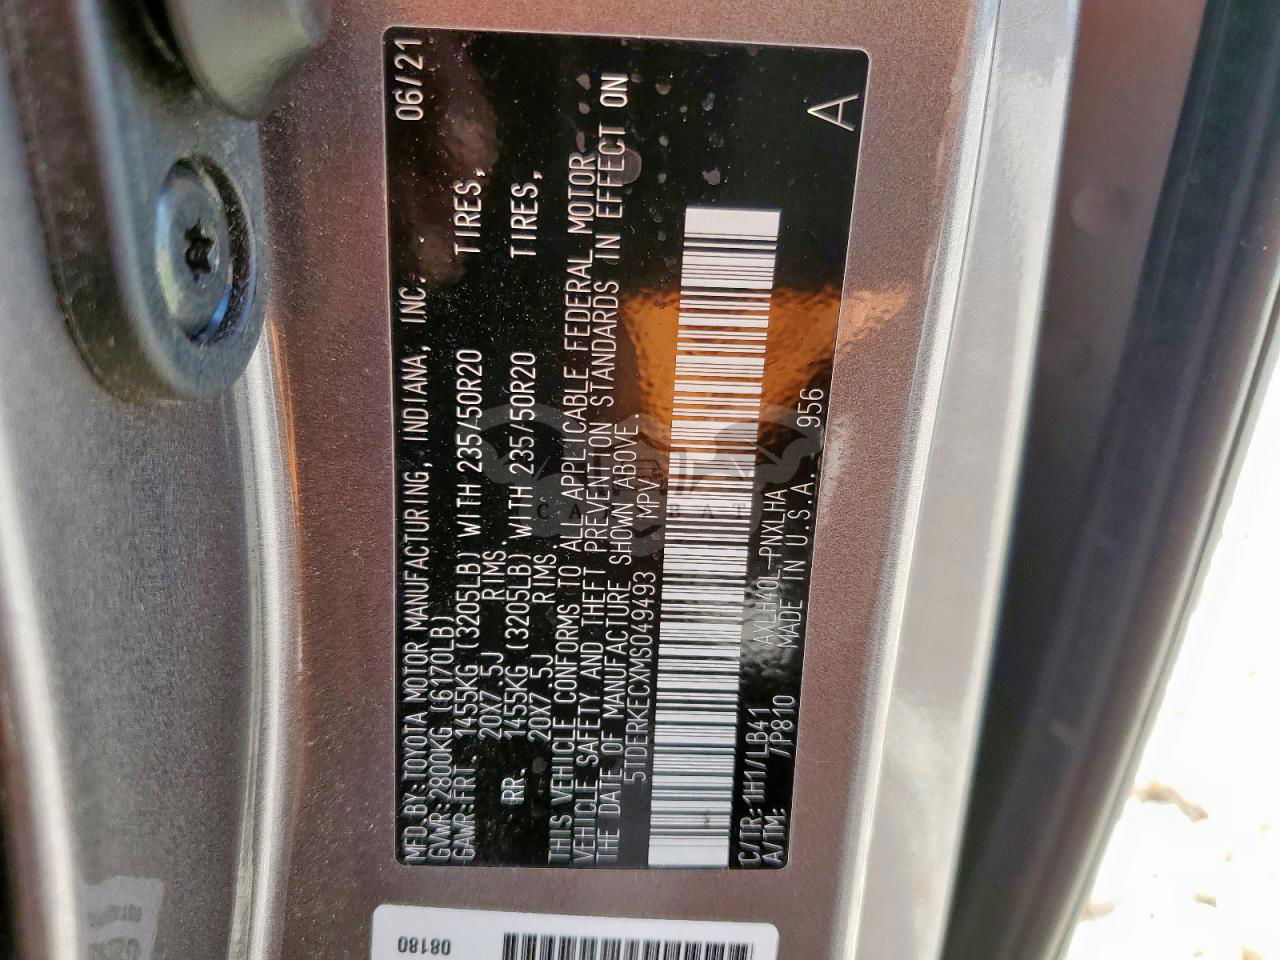 MFD. BY: TOYOTA MOTOR MANUFACTURING, INDIANA, INC. 06/21
GVWR: 2800KG (6170LB)
GAWR: FRT. 1455KG (3205LB) WITH 235/50R20 TIRES,
20X7.5J RIMS,
RR. 1455KG (3205LB) WITH 235/50R20 TIRES,
20X7.5J RIMS.
THIS VEHICLE CONFORMS TO ALL APPLICABLE FEDERAL MOTOR
VEHICLE SAFETY AND THEFT PREVENTION STANDARDS IN EFFECT ON
THE DATE OF MANUFACTURE SHOWN ABOVE.
5TDERKECXMS049493 MPV
C/TR: 1H1/LB41 AXLH40L-PNXLHA
A/TM: /P810 MADE IN U.S.A. 956
A
08180